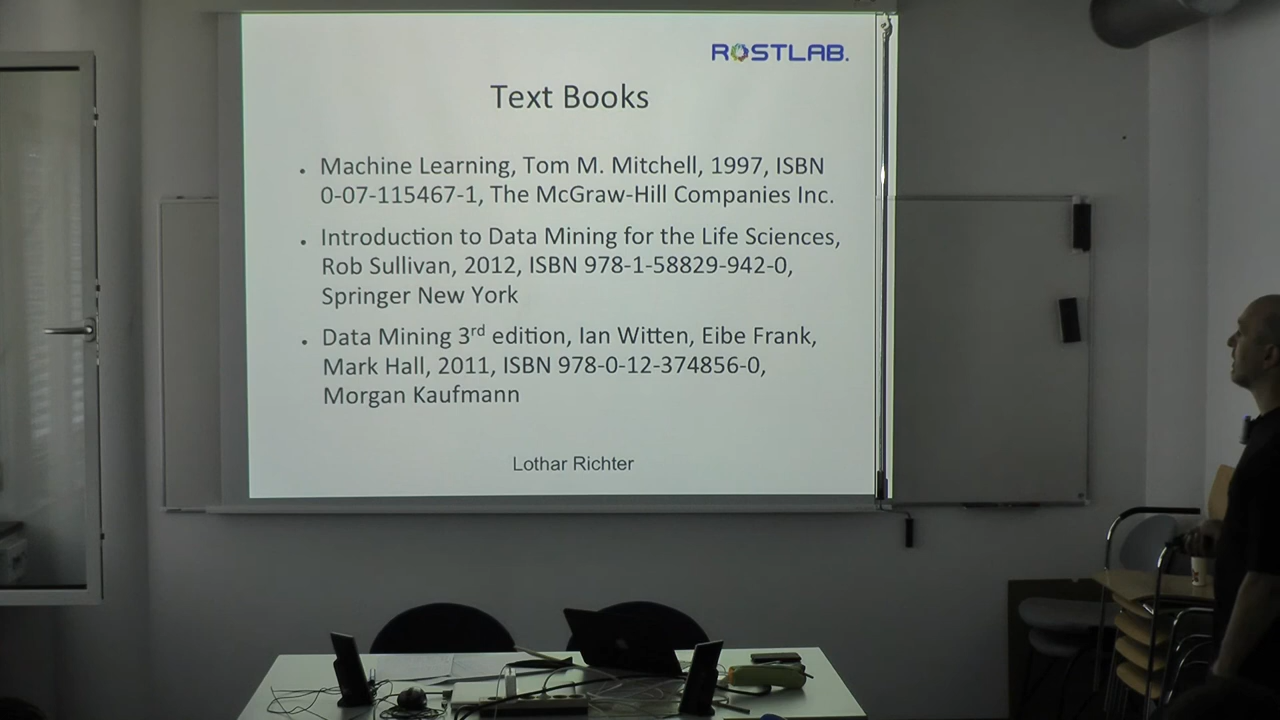 ROSTLAB.
Text Books
• Machine Learning, Tom M. Mitchell, 1997, ISBN
0-07-115467-1, The McGraw-Hill Companies Inc.
• Introduction to Data Mining for the Life Sciences,
Rob Sullivan, 2012, ISBN 978-1-58829-942-0,
Springer New York
• Data Mining 3rd edition, Ian Witten, Eibe Frank,
Mark Hall, 2011, ISBN 978-0-12-374856-0,
Morgan Kaufmann
Lothar Richter